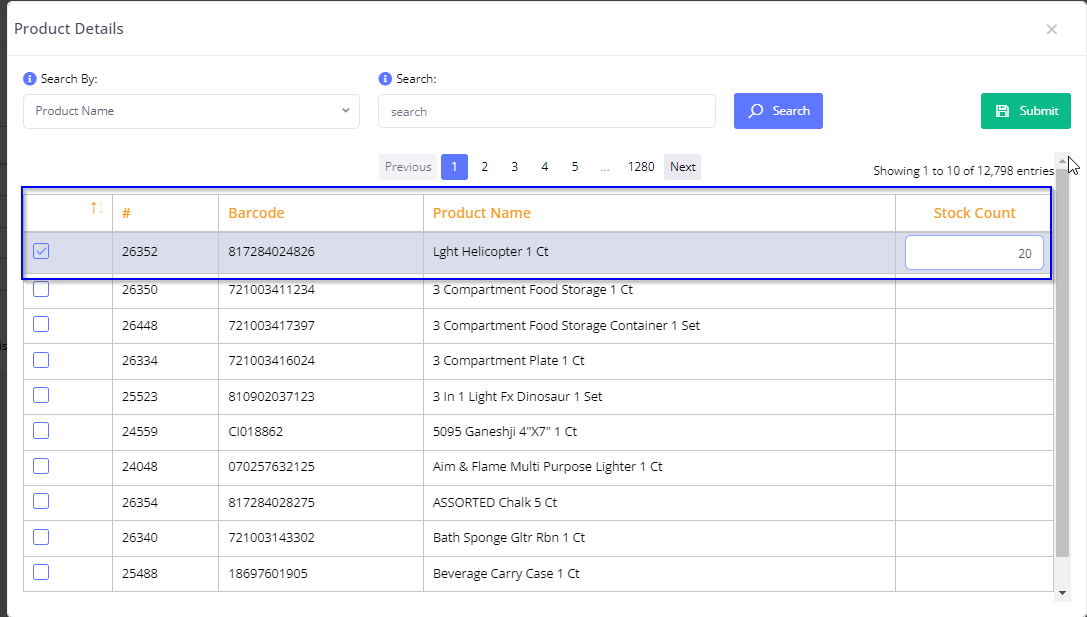 Product Details
Search By:
Search:
Product Name
search
Search
Submit
Previous 1 2 3 4 5 ... 1280 Next
Showing 1 to 10 of 12,798 entries
# Barcode Product Name Stock Count
26352 817284024826 Lght Helicopter 1 Ct 20
26350 721003411234 3 Compartment Food Storage 1 Ct
26448 721003417397 3 Compartment Food Storage Container 1 Set
26334 721003416024 3 Compartment Plate 1 Ct
25523 810902037123 3 In 1 Light Fx Dinosaur 1 Set
24559 CI018862 5095 Ganeshji 4"X7" 1 Ct
24048 070257632125 Aim & Flame Multi Purpose Lighter 1 Ct
26354 817284028275 ASSORTED Chalk 5 Ct
26340 721003143302 Bath Sponge Gltr Rbn 1 Ct
25488 18697601905 Beverage Carry Case 1 Ct